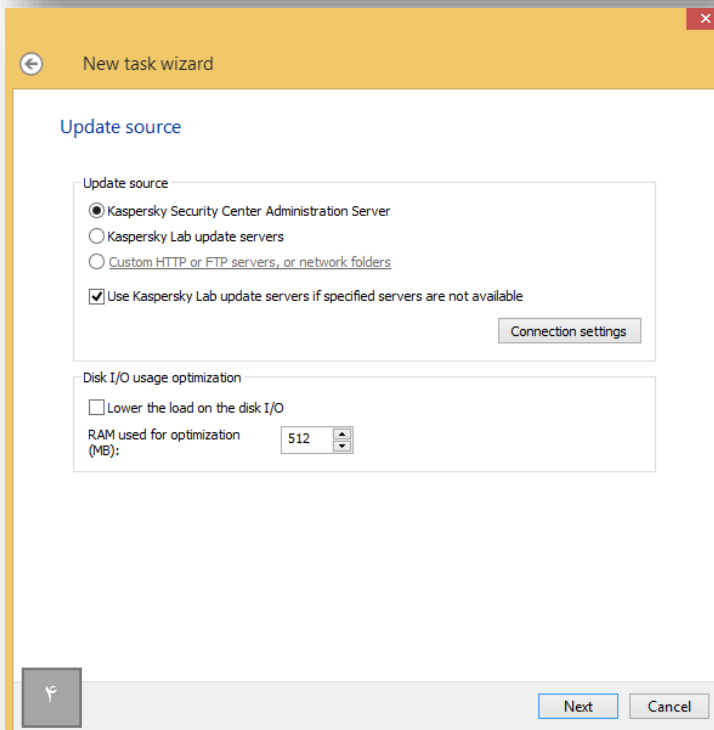 New task wizard
Update source
Update source
Kaspersky Security Center Administration Server
Kaspersky Lab update servers
Custom HTTP or FTP servers, or network folders
Use Kaspersky Lab update servers if specified servers are not available
Connection settings
Disk I/O usage optimization
Lower the load on the disk I/O
RAM used for optimization
(MB):
512
۴
Next
Cancel